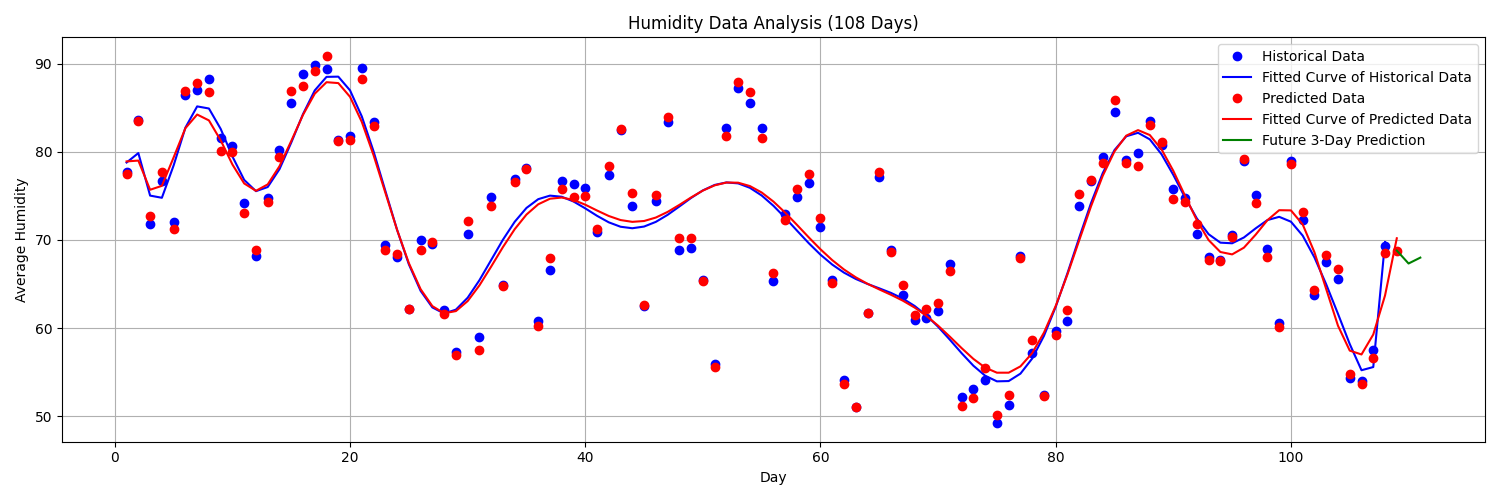 Humidity Data Analysis (108 Days)
Historical Data
Fitted Curve of Historical Data
Predicted Data
Fitted Curve of Predicted Data
Future 3-Day Prediction
Average Humidity
90
80
70
60
50
0 20 40 60 80 100
Day